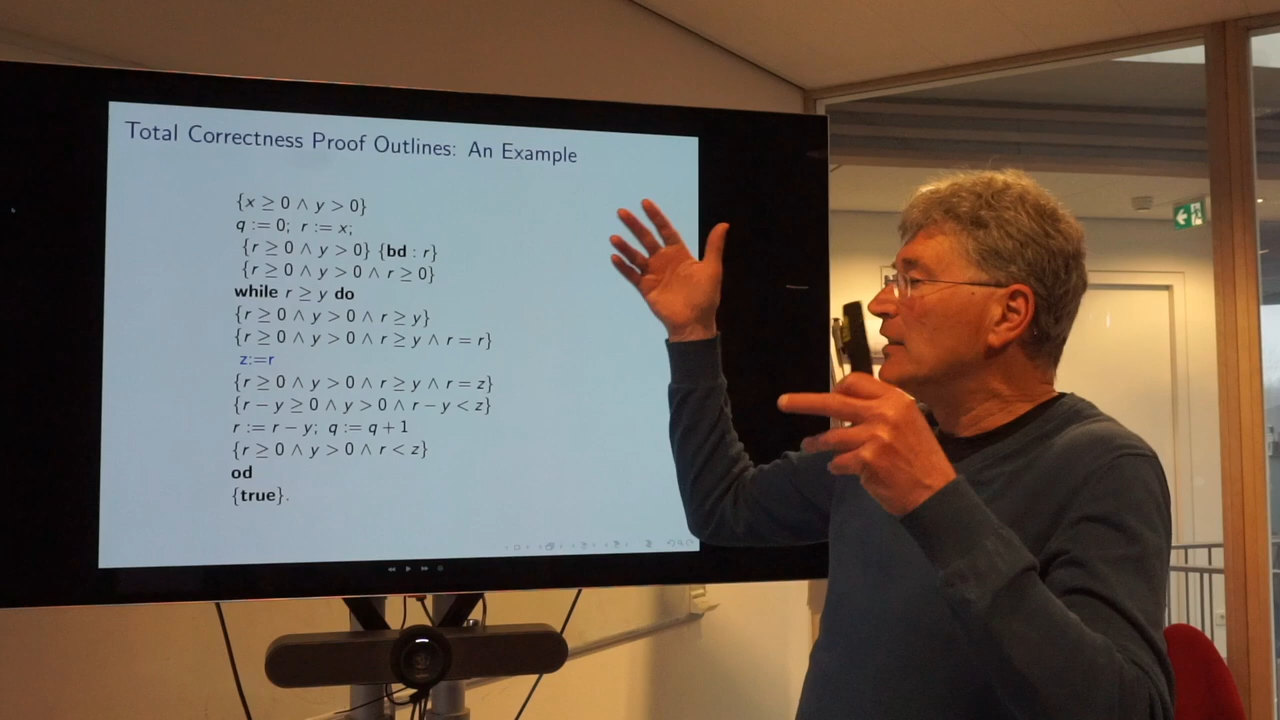 Total Correctness Proof Outlines: An Example
{x ≥ 0 ∧ y > 0}
q := 0; r := x;
{r ≥ 0 ∧ y > 0} {bd : r}
{r ≥ 0 ∧ y > 0 ∧ r ≥ 0}
while r ≥ y do
{r ≥ 0 ∧ y > 0 ∧ r ≥ y}
{r ≥ 0 ∧ y > 0 ∧ r ≥ y ∧ r = r}
z:=r
{r ≥ 0 ∧ y > 0 ∧ r ≥ y ∧ r = z}
{r − y ≥ 0 ∧ y > 0 ∧ r − y < z}
r := r − y; q := q + 1
{r ≥ 0 ∧ y > 0 ∧ r < z}
od
{true}.